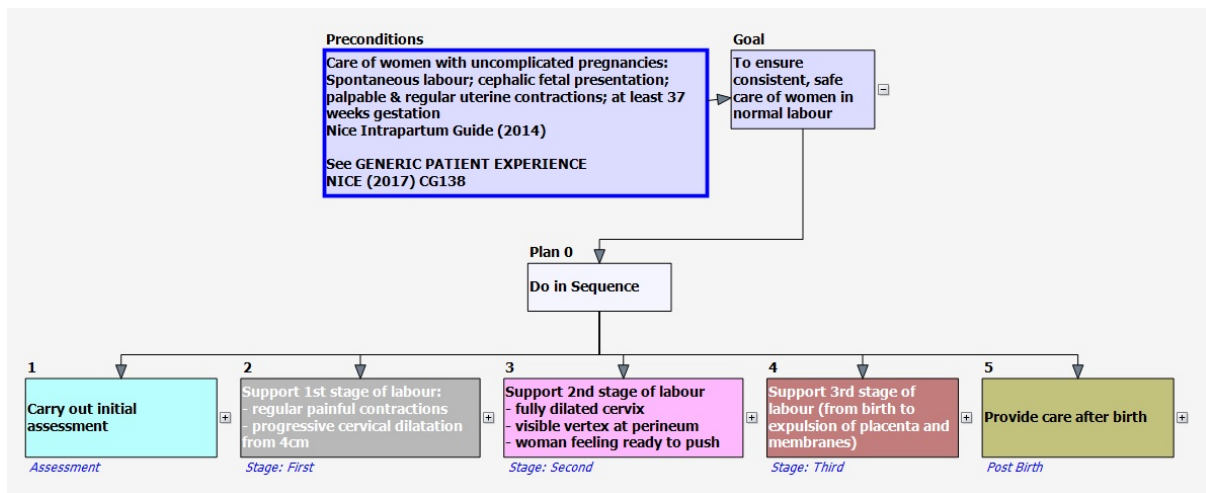 Preconditions
Care of women with uncomplicated pregnancies:
Spontaneous labour; cephalic fetal presentation;
palpable & regular uterine contractions; at least 37
weeks gestation
Nice Intrapartum Guide (2014)
See GENERIC PATIENT EXPERIENCE
NICE (2017) CG138
Goal
To ensure
consistent, safe
care of women in
normal labour
Plan 0
Do in Sequence
1
Carry out initial
assessment
Assessment
2
Support 1st stage of labour:
- regular painful contractions
- progressive cervical dilatation
from 4cm
Stage: First
3
Support 2nd stage of labour
- fully dilated cervix
- visible vertex at perineum
- woman feeling ready to push
Stage: Second
4
Support 3rd stage of
labour (from birth to
expulsion of placenta and
membranes)
Stage: Third
5
Provide care after birth
Post Birth